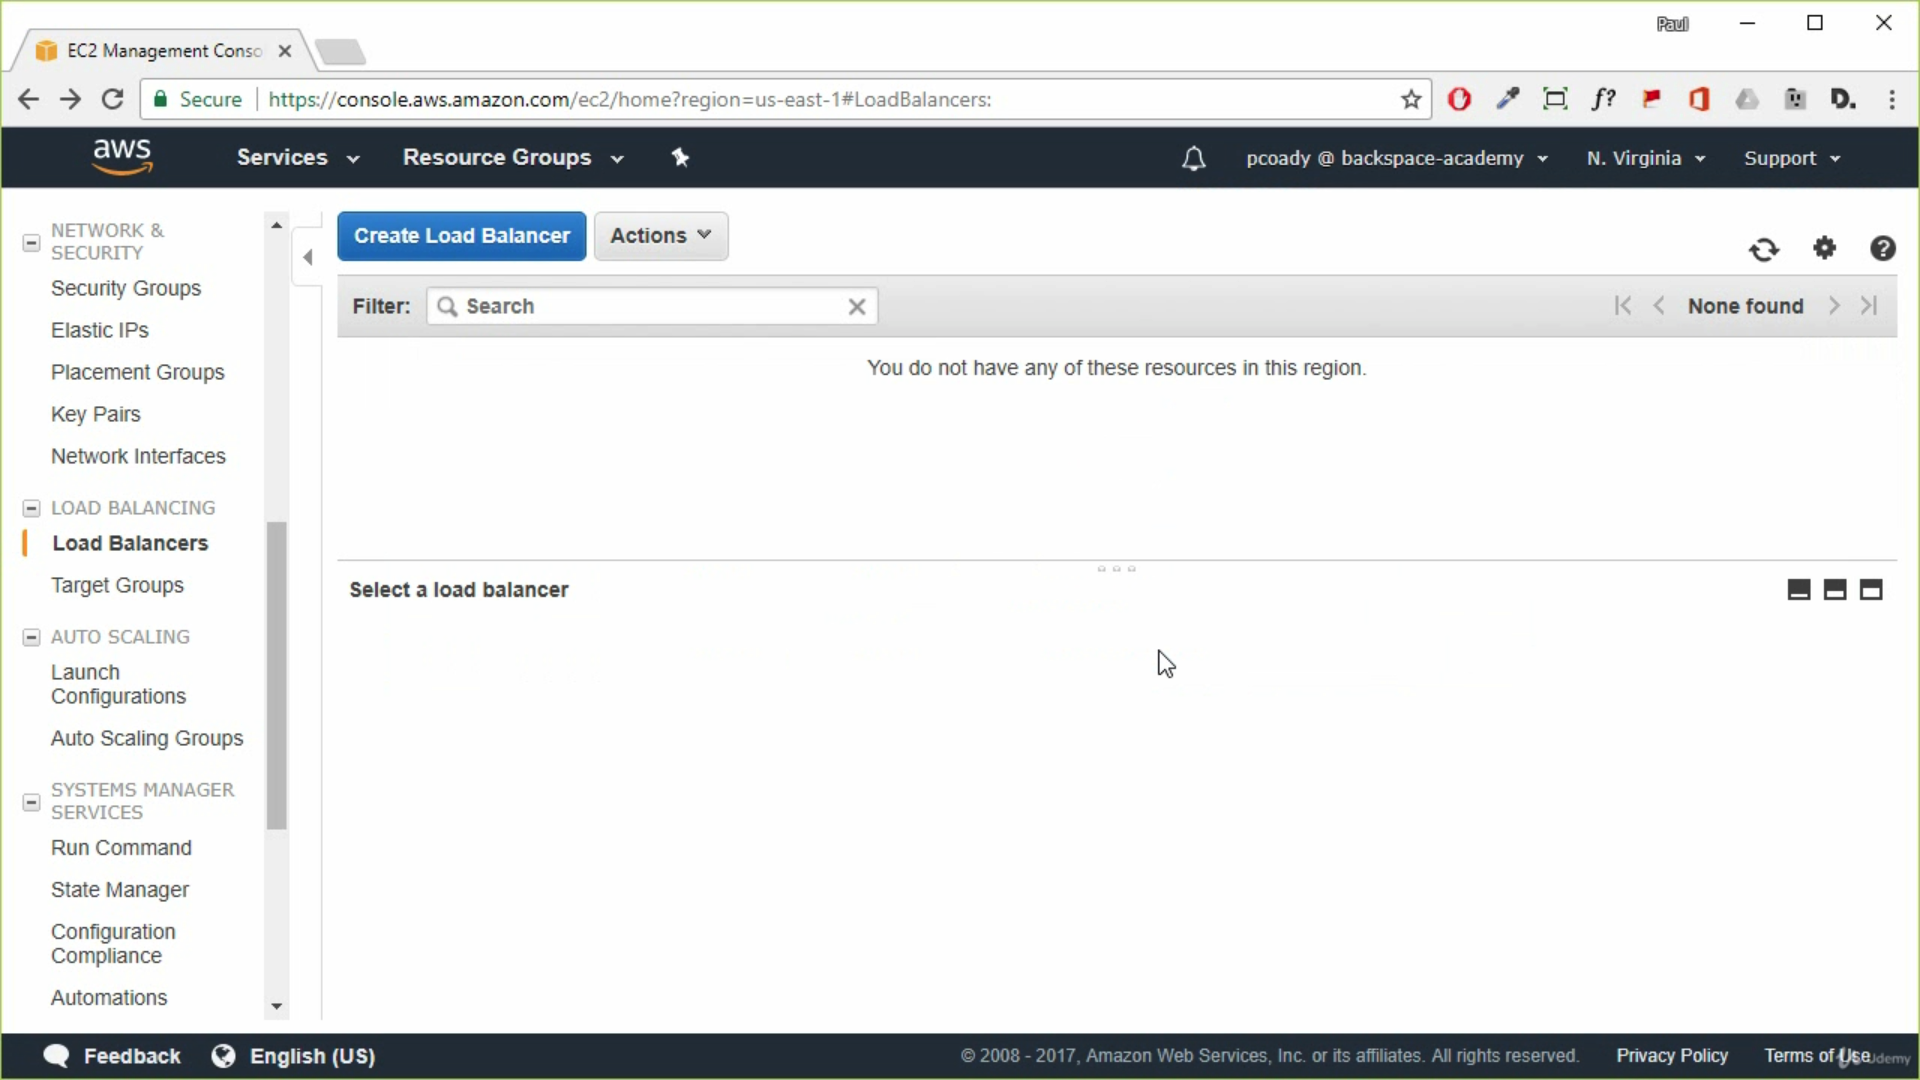 Paul
EC2 Management Conso
Secure
https://console.aws.amazon.com/ec2/home?region=us-east-1#LoadBalancers:
f?
D.
aws
Services
Resource Groups
pcoady @ backspace-academy
N. Virginia
Support
NETWORK &
SECURITY
Security Groups
Elastic IPs
Placement Groups
Key Pairs
Network Interfaces
LOAD BALANCING
Load Balancers
Target Groups
AUTO SCALING
Launch
Configurations
Auto Scaling Groups
SYSTEMS MANAGER
SERVICES
Run Command
State Manager
Configuration
Compliance
Automations
Create Load Balancer
Actions
Filter:
Search
None found
You do not have any of these resources in this region.
Select a load balancer
Feedback
English (US)
© 2008 - 2017, Amazon Web Services, Inc. or its affiliates. All rights reserved.
Privacy Policy
Terms of Use
Udemy